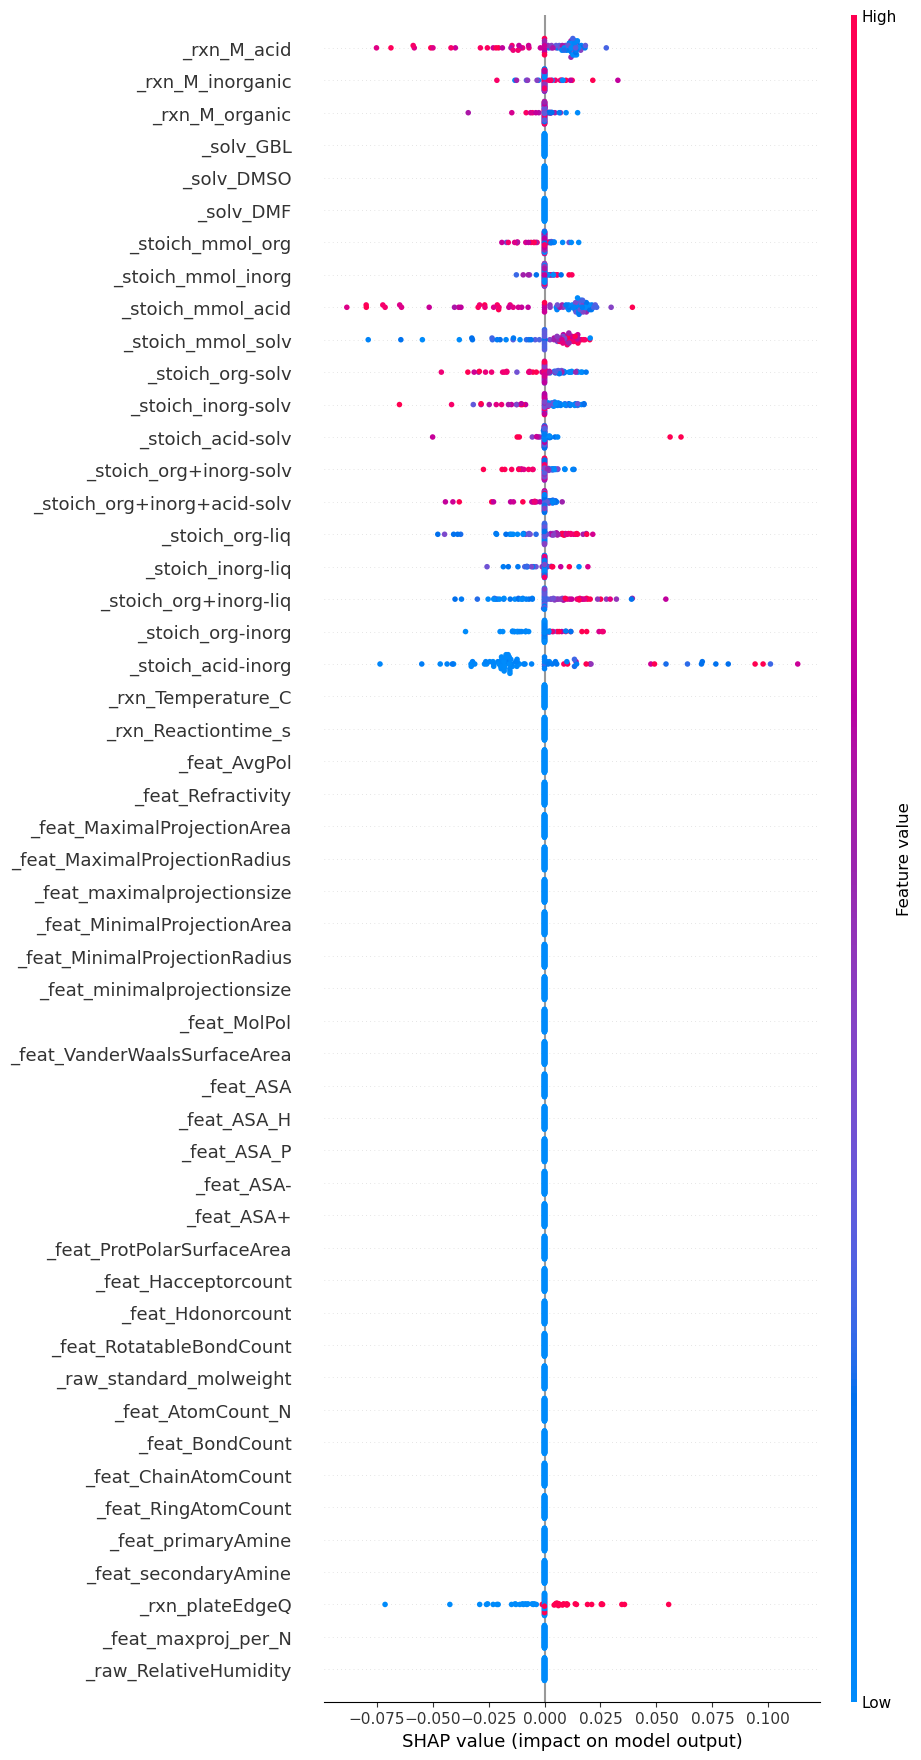 High
_rxn_M_acid
_rxn_M_inorganic
_rxn_M_organic
_solv_GBL
_solv_DMSO
_solv_DMF
_stoich_mmol_org
_stoich_mmol_inorg
_stoich_mmol_acid
_stoich_mmol_solv
_stoich_org-solv
_stoich_inorg-solv
_stoich_acid-solv
_stoich_org+inorg-solv
_stoich_org+inorg+acid-solv
_stoich_org-liq
_stoich_inorg-liq
_stoich_org+inorg-liq
_stoich_org-inorg
_stoich_acid-inorg
_rxn_Temperature_C
_rxn_Reactiontime_s
_feat_AvgPol
_feat_Refractivity
_feat_MaximalProjectionArea
_feat_MaximalProjectionRadius
_feat_maximalprojectionsize
_feat_MinimalProjectionArea
_feat_MinimalProjectionRadius
_feat_minimalprojectionsize
_feat_MolPol
_feat_VanderWaalsSurfaceArea
_feat_ASA
_feat_ASA_H
_feat_ASA_P
_feat_ASA-
_feat_ASA+
_feat_ProtPolarSurfaceArea
_feat_Hacceptorcount
_feat_Hdonorcount
_feat_RotatableBondCount
_raw_standard_molweight
_feat_AtomCount_N
_feat_BondCount
_feat_ChainAtomCount
_feat_RingAtomCount
_feat_primaryAmine
_feat_secondaryAmine
_rxn_plateEdgeQ
_feat_maxproj_per_N
_raw_RelativeHumidity
Feature value
Low
−0.075 −0.050 −0.025 0.000 0.025 0.050 0.075 0.100
SHAP value (impact on model output)